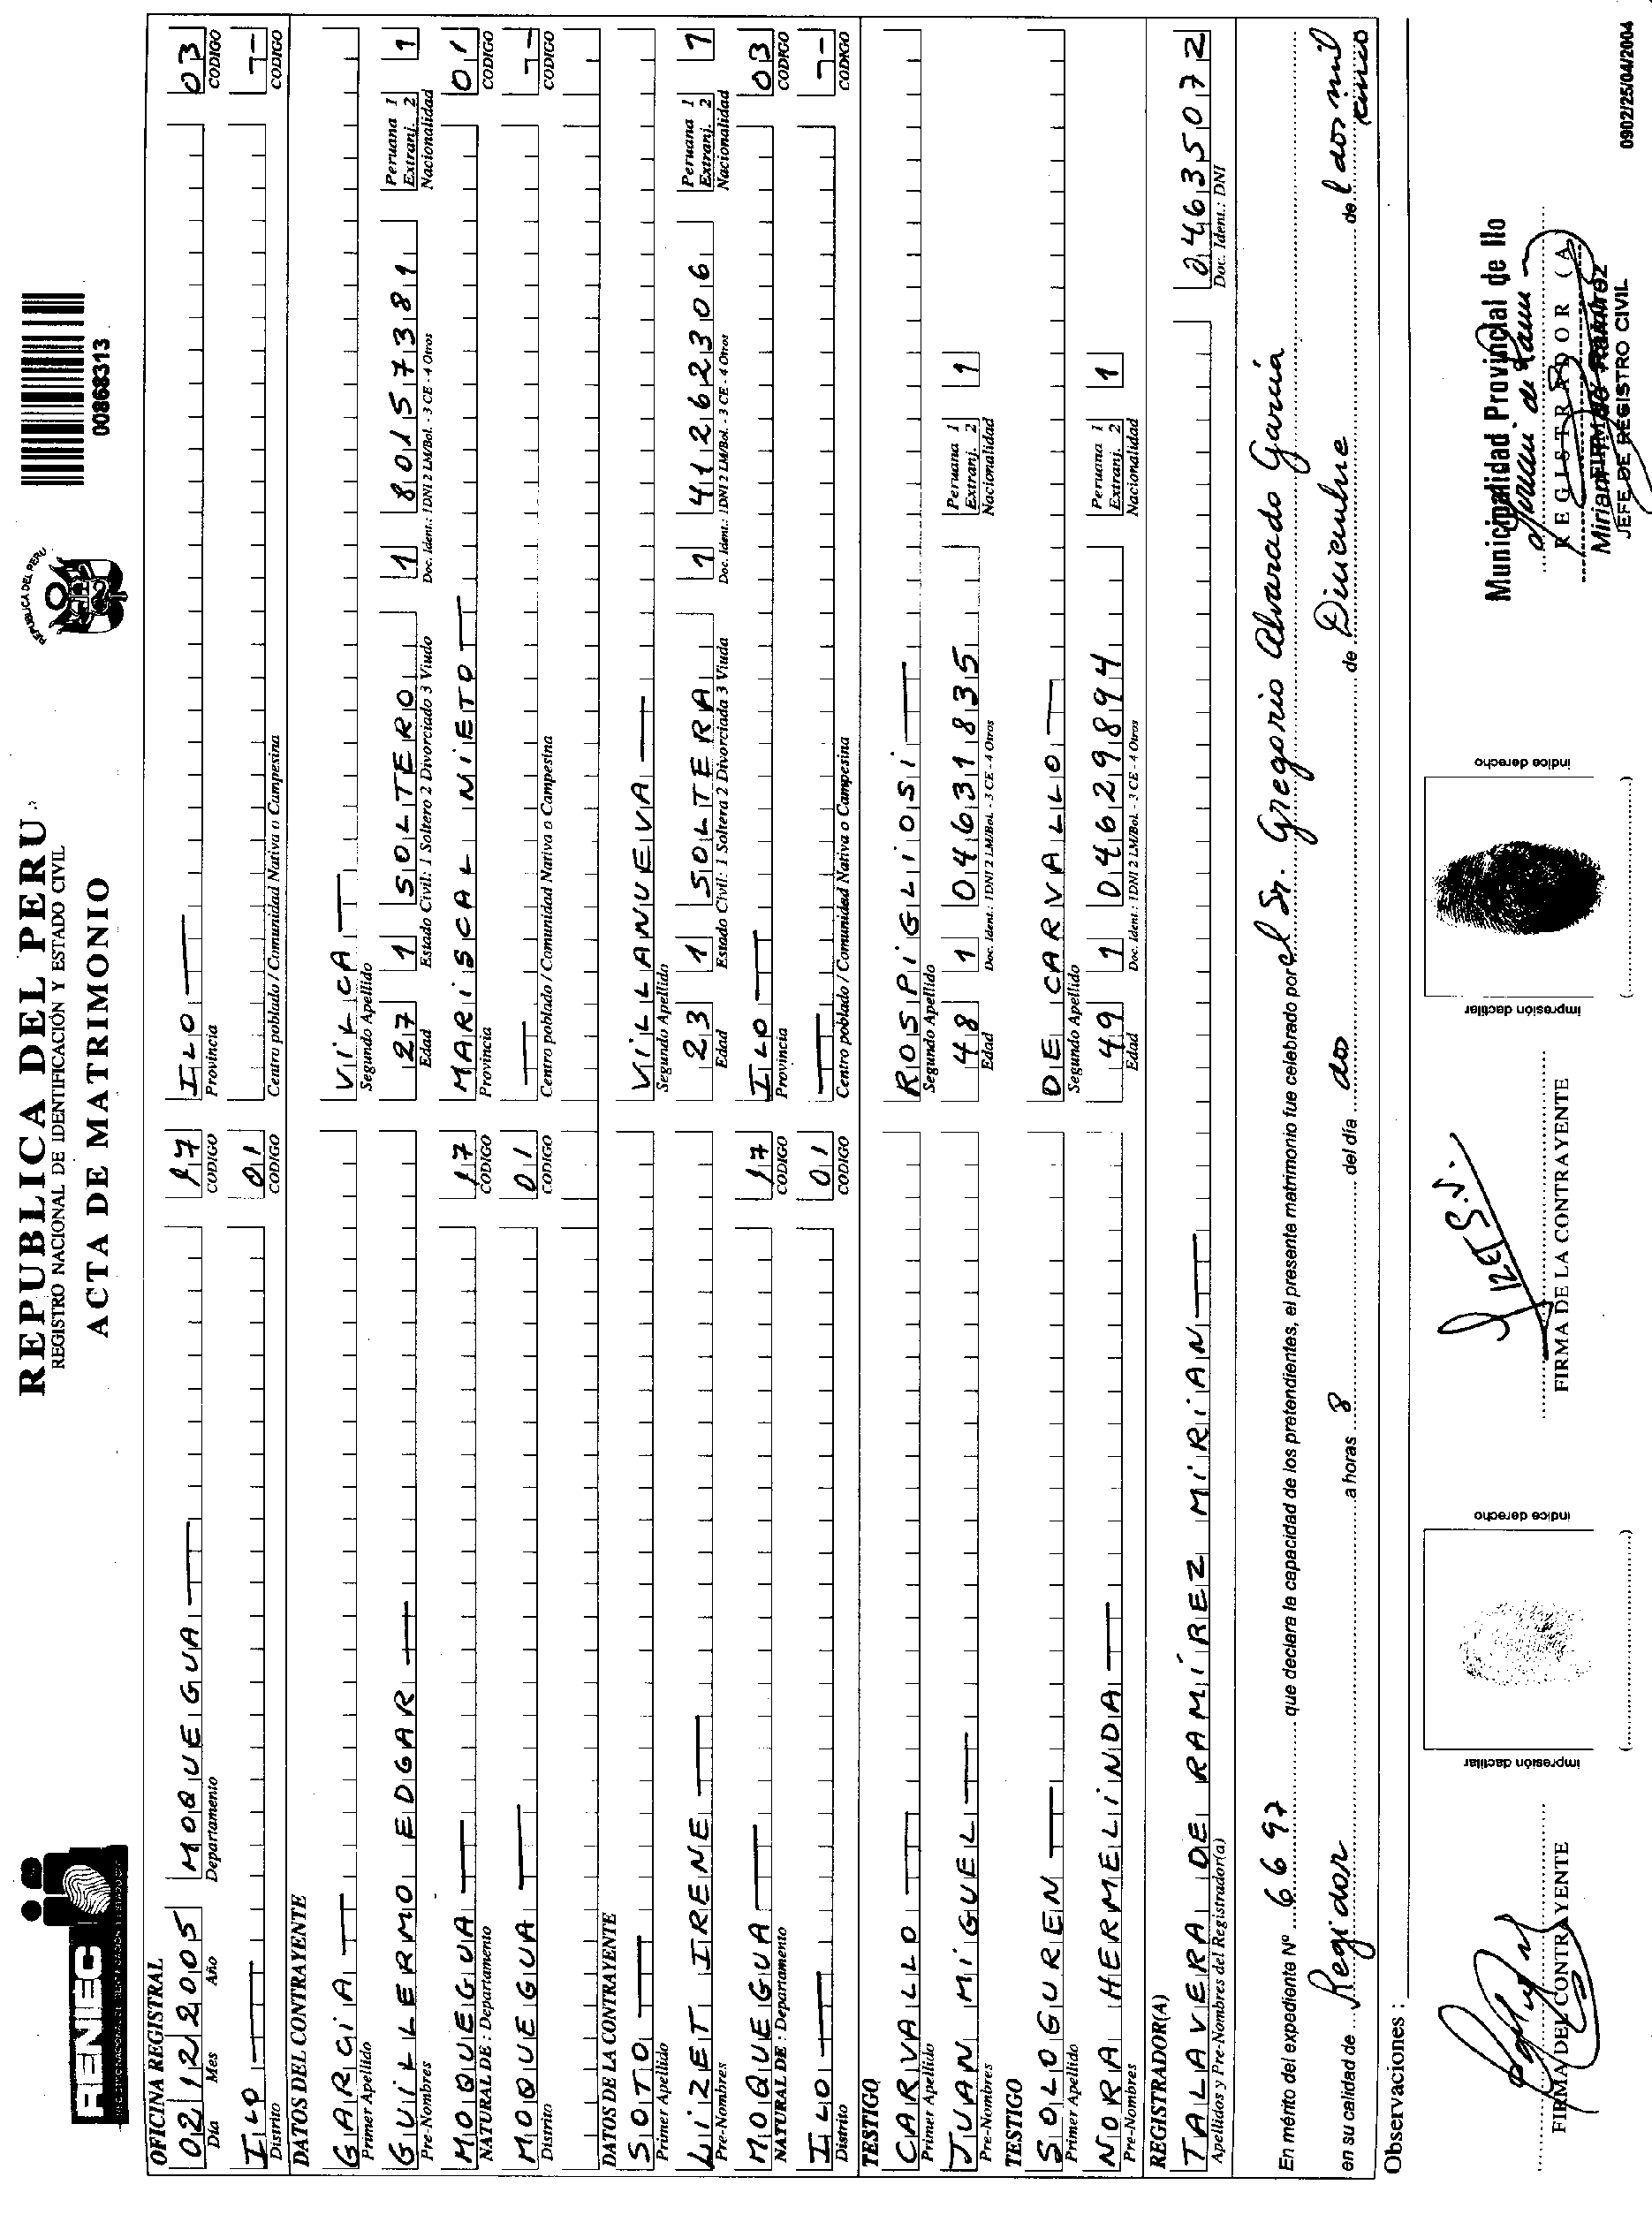 RENIEC
REGISTRO NACIONAL DE IDENTIFICACIÓN Y ESTADO CIVIL
REPUBLICA DEL PERU
REGISTRO NACIONAL DE IDENTIFICACIÓN Y ESTADO CIVIL
ACTA DE MATRIMONIO
REPUBLICA DEL PERU
00868313
OFICINA REGISTRAL
02 12 2005 MOQUEGUA 17 ILO 03
Día Mes Año Departamento CODIGO Provincia CODIGO
ILO 01
Distrito CODIGO Centro poblado / Comunidad Nativa o Campesina CODIGO
DATOS DEL CONTRAYENTE
GARCIA VILCA
Primer Apellido Segundo Apellido
GUILLERMO EDGAR 27 1 SOLTERO 1 80157381 Peruana 1 Extranj. 2 1
Pre-Nombres Edad Estado Civil: 1 Soltero 2 Divorciado 3 Viudo Doc. Ident.: 1DNI 2 LM/Bol. - 3 CE - 4 Otros Nacionalidad
MOQUEGUA 17 MARISCAL NIETO 01
NATURAL DE : Departamento CODIGO Provincia CODIGO
MOQUEGUA 01
Distrito CODIGO Centro poblado / Comunidad Nativa o Campesina CODIGO
DATOS DE LA CONTRAYENTE
SOTO VILLANUEVA
Primer Apellido Segundo Apellido
LIZET IRENE 23 1 SOLTERA 1 41262306 Peruana 1 Extranj. 2 1
Pre-Nombres Edad Estado Civil: 1 Soltera 2 Divorciada 3 Viuda Doc. Ident.: 1DNI 2 LM/Bol. - 3 CE - 4 Otros Nacionalidad
MOQUEGUA 17 ILO 03
NATURAL DE : Departamento CODIGO Provincia CODIGO
ILO 01
Distrito CODIGO Centro poblado / Comunidad Nativa o Campesina CODIGO
TESTIGO
CARVALLO ROSPIGLIOSI
Primer Apellido Segundo Apellido
JUAN MIGUEL 48 1 04631835 Peruana 1 Extranj. 2 1
Pre-Nombres Edad Doc. Ident.: 1DNI 2 LM/Bol. - 3 CE - 4 Otros Nacionalidad
TESTIGO
SOLOGUREN DE CARVALLO
Primer Apellido Segundo Apellido
NORA HERMELINDA 49 1 04629894 Peruana 1 Extranj. 2 1
Pre-Nombres Edad Doc. Ident.: 1DNI 2 LM/Bol. - 3 CE - 4 Otros Nacionalidad
REGISTRADOR(A)
TALAVERA DE RAMÍREZ MIRIAN 04635072
Apellidos y Pre-Nombres del Registrador(a) Doc. Ident.: DNI
En mérito del expediente Nº 6697 que declara la capacidad de los pretendientes, el presente matrimonio fue celebrado por el Sr. Gregorio Alvarado García
en su calidad de Regidor a horas 8 del día dos de Diciembre de l dos mil cinco
Observaciones :
FIRMA DEL CONTRAYENTE
impresión dactilar
indice derecho
FIRMA DE LA CONTRAYENTE
impresión dactilar
indice derecho
Municipalidad Provincial de Ilo
REGISTRADOR (A)
JEFE DE REGISTRO CIVIL
0902/25/04/2004